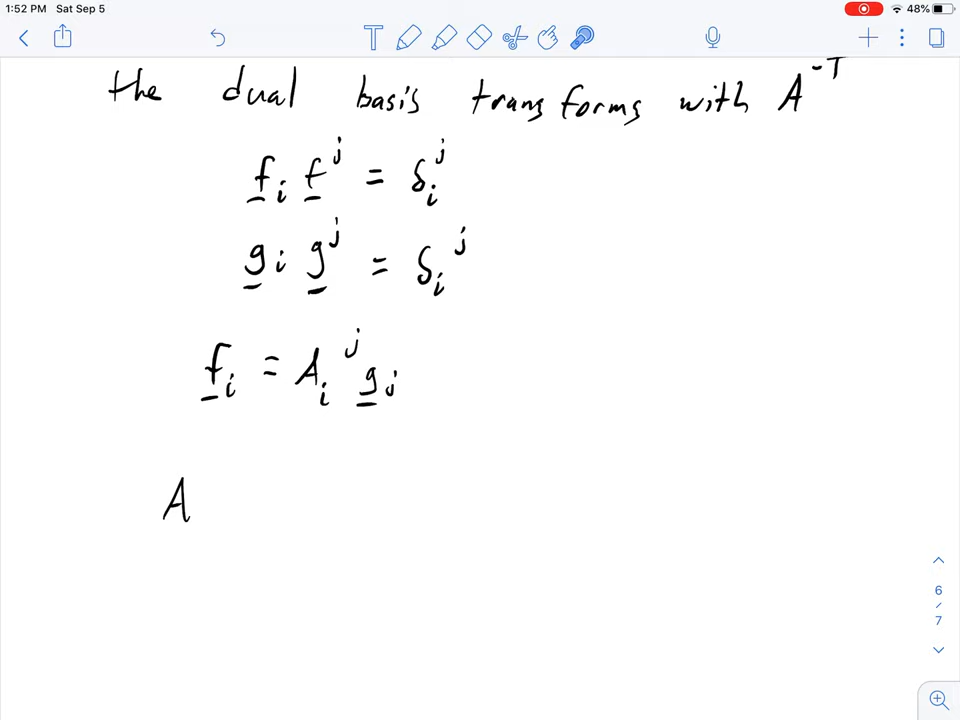 1:52 PM Sat Sep 5 48%
T
the dual basis transforms with A^{-T}
f_i f^j = δ_i^j
g_i g^j = δ_i^j
f_i = A_i^j g_j
A
6
/
7